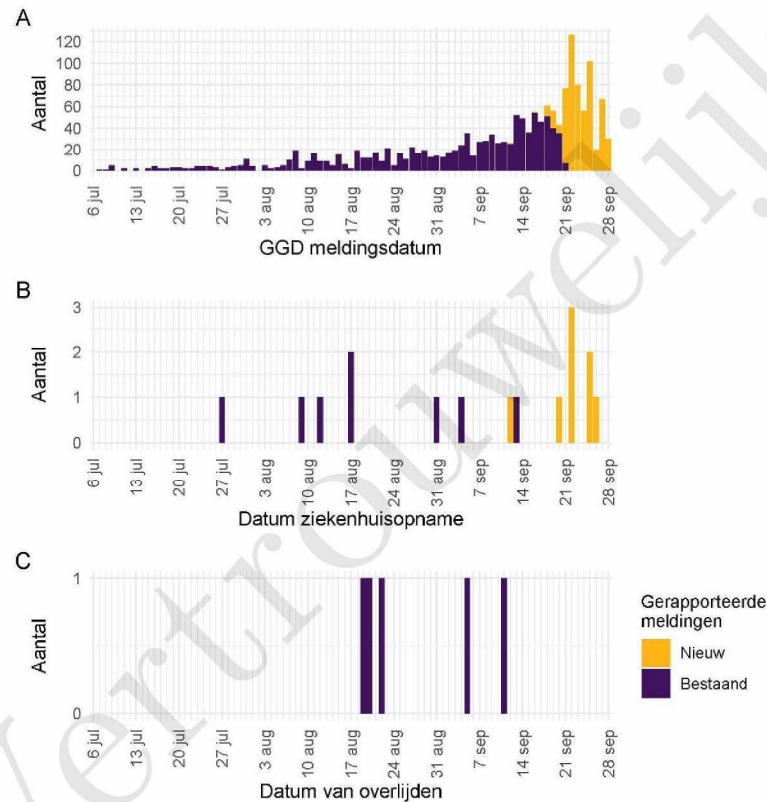 A
120
100
80
60
40
20
0
Aantal
6 jul
13 jul
20 jul
27 jul
3 aug
10 aug
17 aug
24 aug
31 aug
7 sep
14 sep
21 sep
28 sep
GGD meldingsdatum
B
3
2
1
0
Aantal
6 jul
13 jul
20 jul
27 jul
3 aug
10 aug
17 aug
24 aug
31 aug
7 sep
14 sep
21 sep
28 sep
Datum ziekenhuisopname
C
1
0
Aantal
6 jul
13 jul
20 jul
27 jul
3 aug
10 aug
17 aug
24 aug
31 aug
7 sep
14 sep
21 sep
28 sep
Datum van overlijden
Gerapporteerde
meldingen
Nieuw
Bestaand
Vertrouwelijk